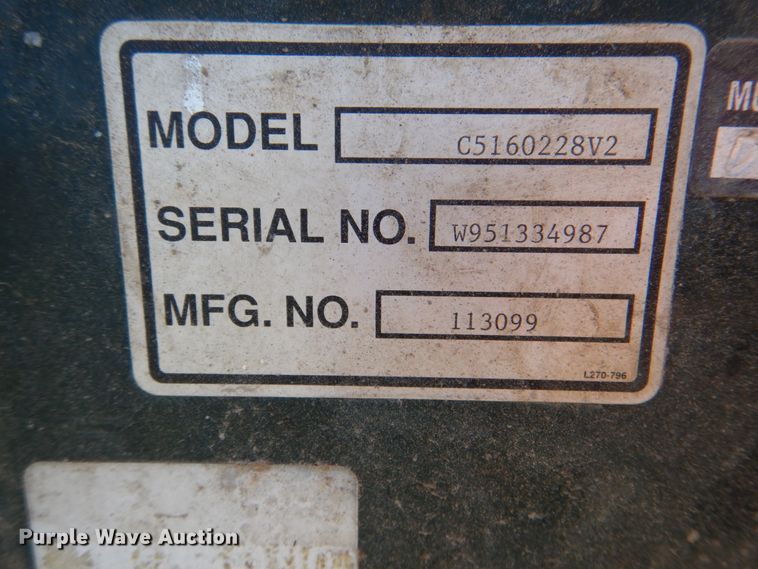 MODEL C5160228V2
SERIAL NO. W951334987
MFG. NO. 113099
L270-796
Purple Wave Auction